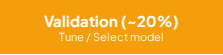 Validation (~20%)
Tune / Select model